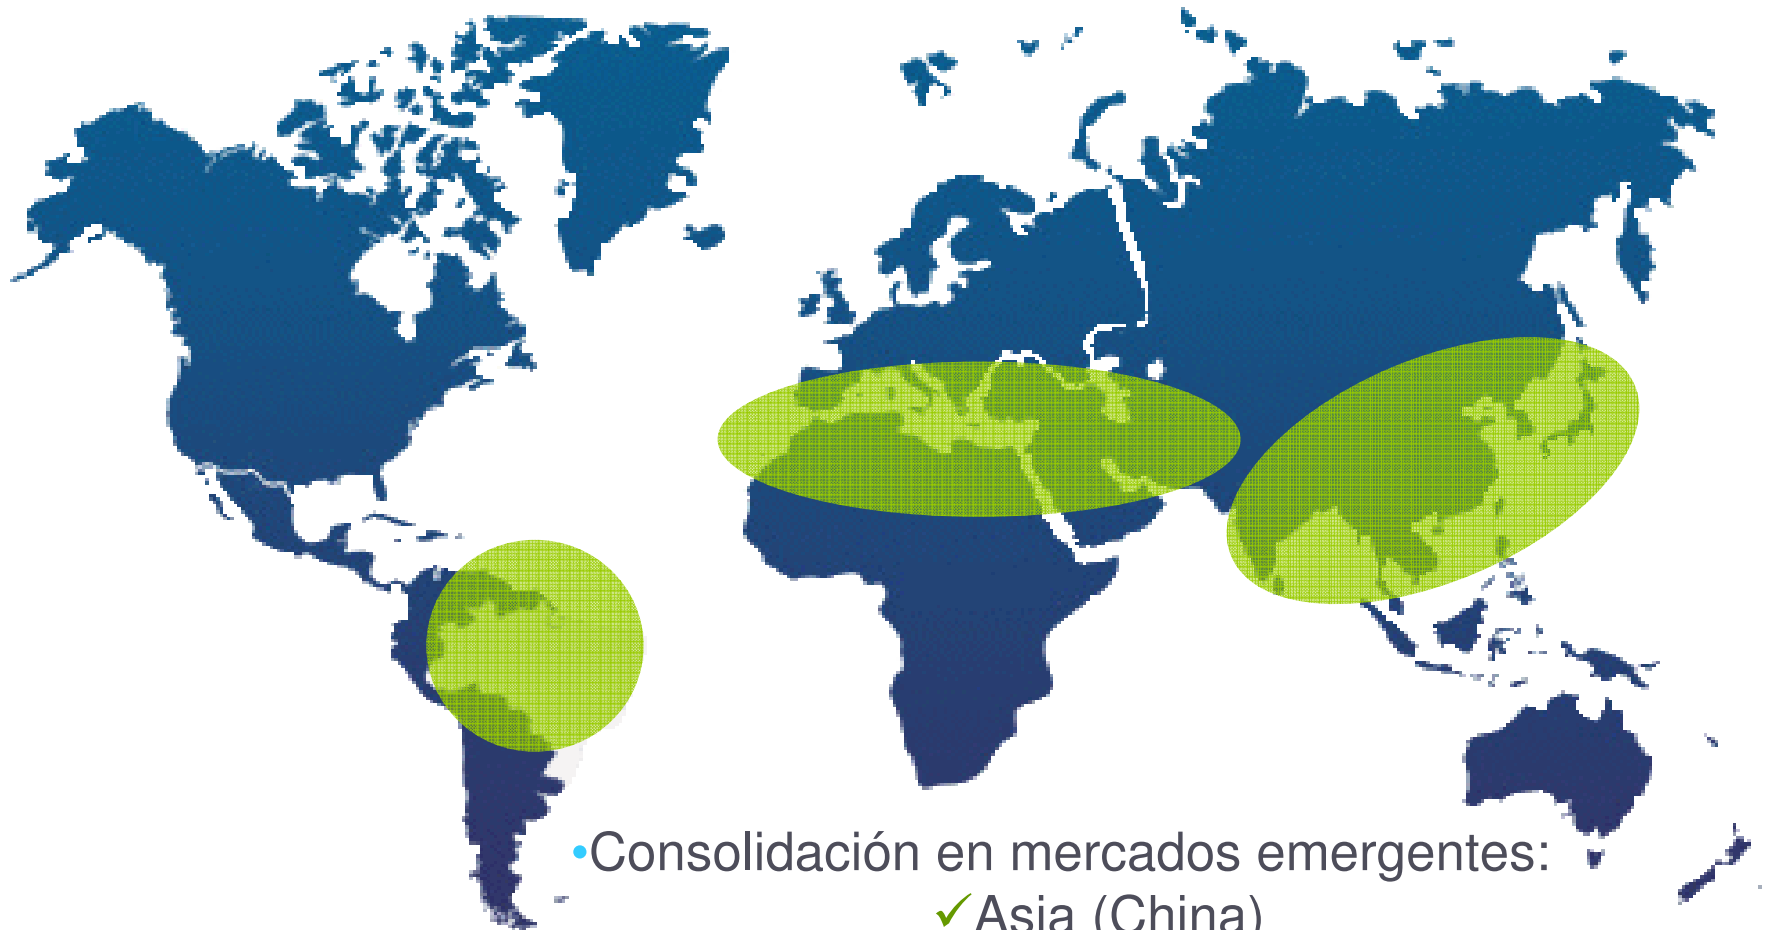 •Consolidación en mercados emergentes:
✓Asia (China)